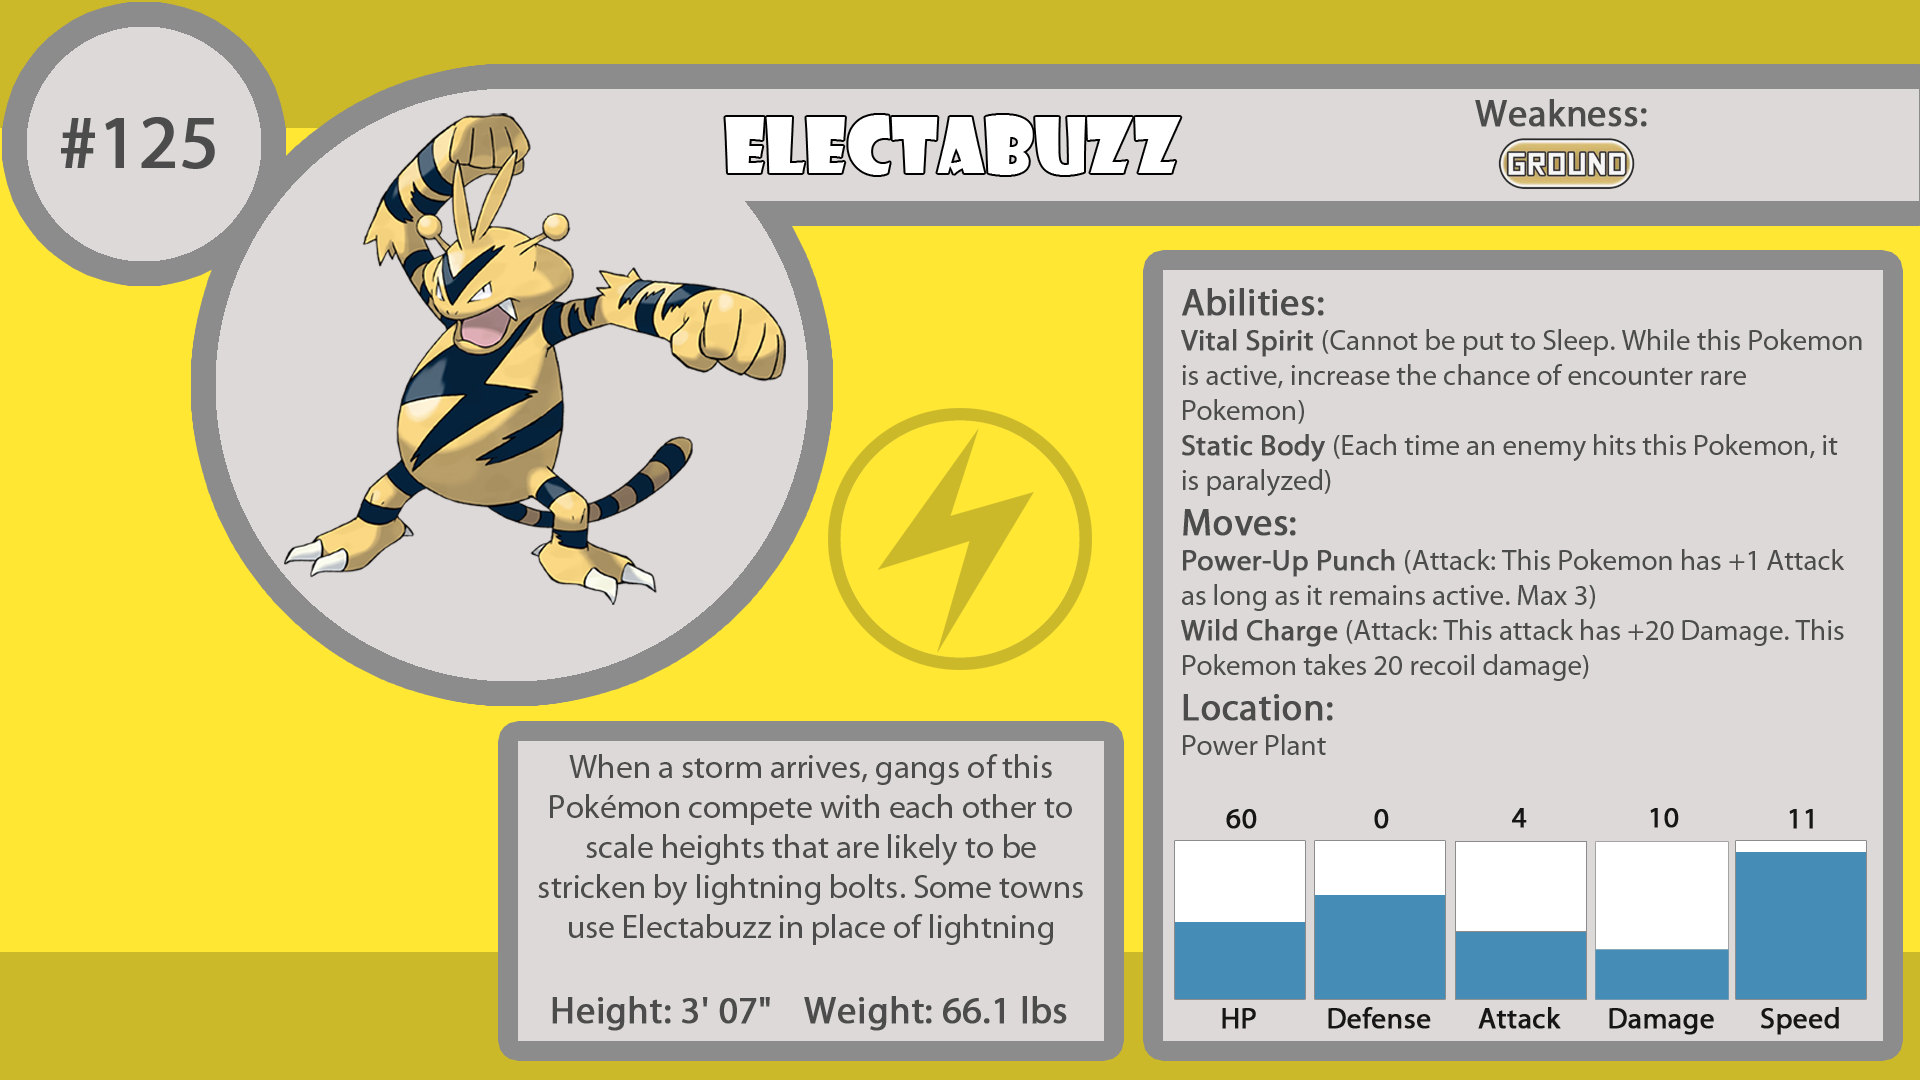 #125
ELECTABUZZ
Weakness:
GROUND
Abilities:
Vital Spirit (Cannot be put to Sleep. While this Pokemon
is active, increase the chance of encounter rare
Pokemon)
Static Body (Each time an enemy hits this Pokemon, it
is paralyzed)
Moves:
Power-Up Punch (Attack: This Pokemon has +1 Attack
as long as it remains active. Max 3)
Wild Charge (Attack: This attack has +20 Damage. This
Pokemon takes 20 recoil damage)
Location:
Power Plant
60 0 4 10 11
HP Defense Attack Damage Speed
When a storm arrives, gangs of this
Pokémon compete with each other to
scale heights that are likely to be
stricken by lightning bolts. Some towns
use Electabuzz in place of lightning
Height: 3' 07" Weight: 66.1 lbs